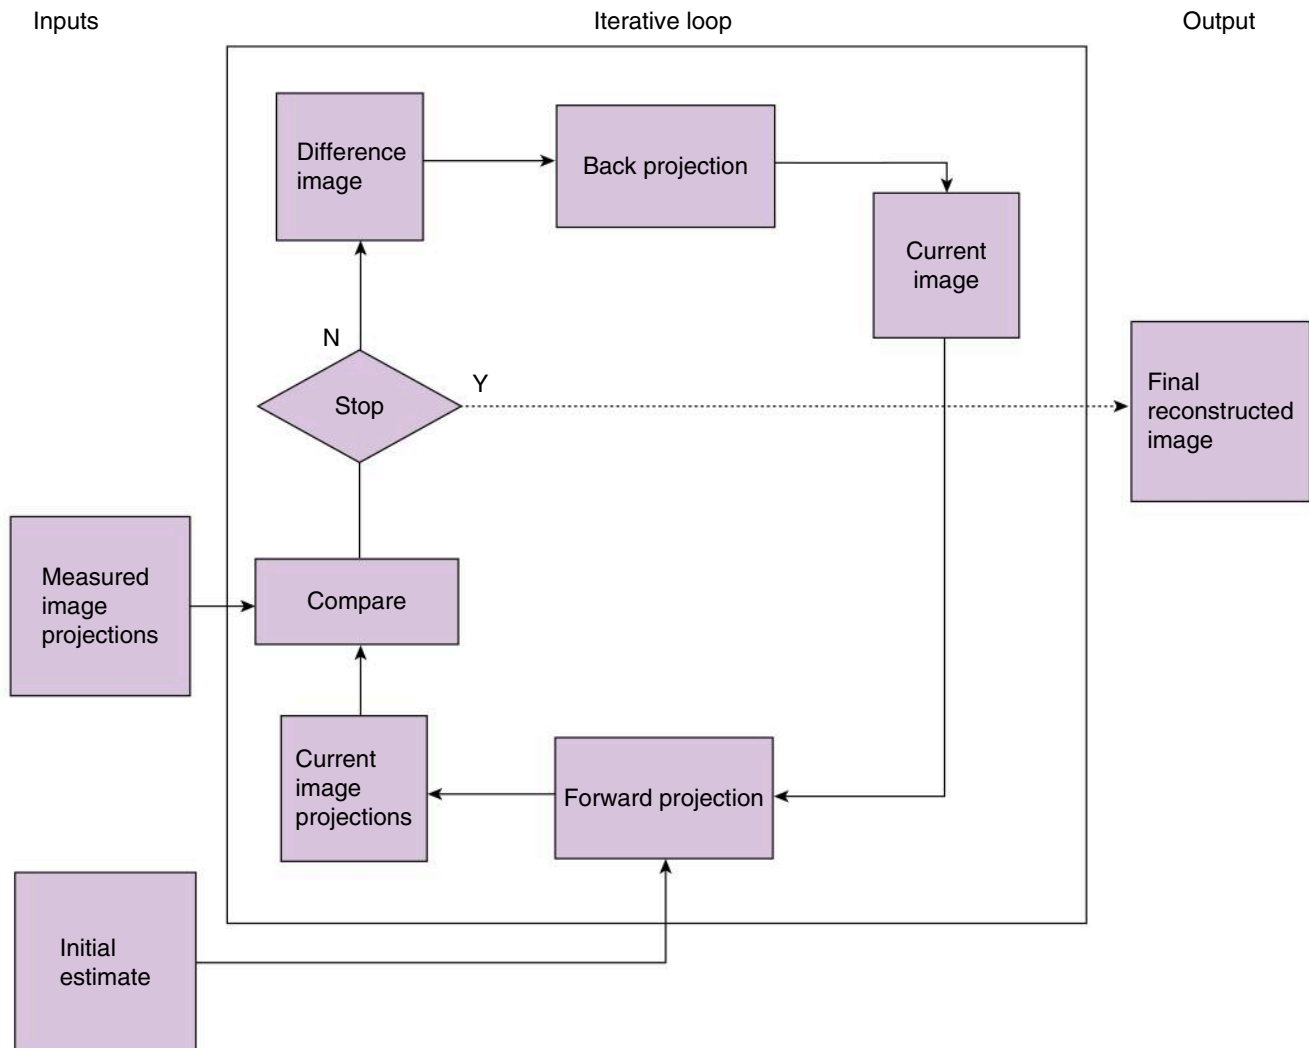 Inputs
Iterative loop
Output
Difference
image
Back projection
Current
image
N
Y
Stop
Final
reconstructed
image
Measured
image
projections
Compare
Current
image
projections
Forward projection
Initial
estimate